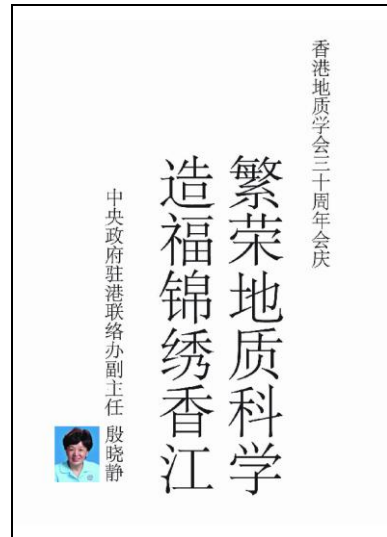 香港地质学会三十周年会庆
繁荣地质科学
造福锦绣香江
中央政府驻港联络办副主任 殷晓静